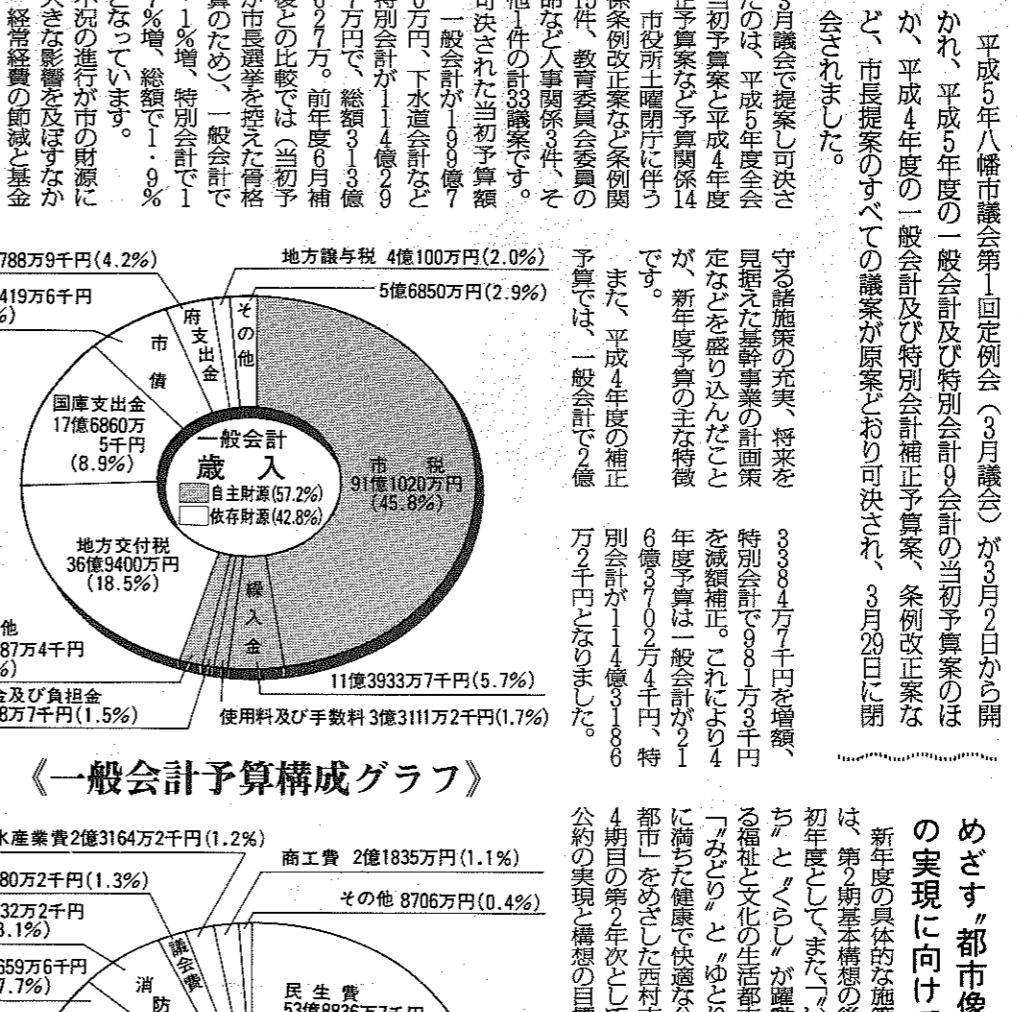 平成5年八幡市議会第1回定例会（3月議会）が3月2日から開
かれ、平成5年度の一般会計及び特別会計9会計の当初予算案のほ
か、平成4年度の一般会計及び特別会計補正予算案、条例改正案な
ど、市長提案のすべての議案が原案どおり可決され、3月29日に閉
会されました。
3月議会で提案し可決さ
たのは、平成5年度全会
当初予算案と平成4年度
正予算案など予算関係14
市役所土曜閉庁に伴う
係条例改正案など条例関
15件、教育委員会委員の
命など人事関係3件、そ
他1件の計33議案です。
可決された当初予算額
一般会計が199億7
0万円、下水道会計など
特別会計が114億29
7万円で、総額313億
627万。前年度6月補
後との比較では（当初予
が市長選挙を控えた骨格
算のため）、一般会計で
・1％増、特別会計で1
7％増、総額で1・9％
となっています。
不況の進行が市の財源に
大きな影響を及ぼすなか
経常経費の節減と基金
守る諸施策の充実、将来を
見据えた基幹事業の計画策
定などを盛り込んだこと
が、新年度予算の主な特徴
です。
また、平成4年度の補正
予算では、一般会計で2億
3384万7千円を増額、
特別会計で981万3千円
を減額補正。これにより4
年度予算は一般会計が21
6億3702万4千円、特
別会計が114億3186
万2千円となりました。
めざす〝都市像
の実現に向けて
新年度の具体的な施策
は、第2期基本構想の後
初年度として、また、
ち〟と〝くらし〟が躍動
る福祉と文化の生活都市
「〝みどり〟と〝ゆとり
に満ちた健康で快適な
都市」をめざした西村市
4期目の第2年次として
公約の実現と構想の目標
788万9千円(4.2%)
419万6千円
%)
地方譲与税 4億100万円(2.0%)
5億6850万円(2.9%)
その他
府支出金
市債
国庫支出金
17億6860万
5千円
(8.9%)
一般会計
歳入
自主財源(57.2%)
依存財源(42.8%)
市税
91億1020万円
(45.8%)
地方交付税
36億9400万円
(18.5%)
繰入金
他
87万4千円
%)
金及び負担金
8万7千円(1.5%)
11億3933万7千円(5.7%)
使用料及び手数料 3億3111万2千円(1.7%)
《一般会計予算構成グラフ》
水産業費2億3164万2千円(1.2%)
80万2千円(1.3%)
32万2千円
3.1%)
659万6千円
7.7%)
商工費 2億1835万円(1.1%)
その他 8706万円(0.4%)
議会費
消防
民生費